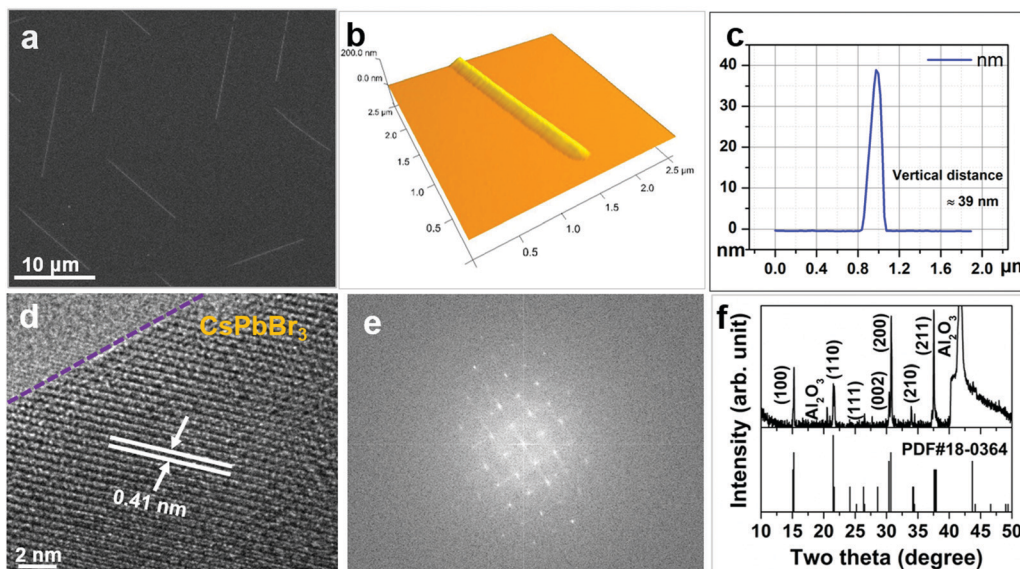 a
10 μm
b
200.0 nm
0.0 nm
2.5 μm
2.0
1.5
1.0
0.5
0.5
1.0
1.5
2.0
2.5 μm
c
nm
40
30
20
10
0
nm
Vertical distance
≈ 39 nm
0.0 0.4 0.8 1.2 1.6 2.0 μn
d
CsPbBr3
0.41 nm
2 nm
e
f
Intensity (arb. unit)
(100)
Al2O3
(110)
(111)
(002)
(200)
(210)
(211)
Al2O3
PDF#18-0364
10 15 20 25 30 35 40 45 50
Two theta (degree)